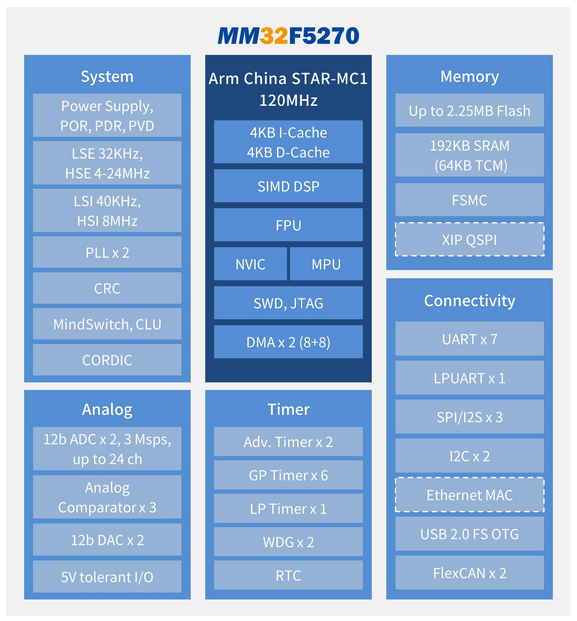 MM32F5270
System
Power Supply,
POR, PDR, PVD
LSE 32KHz,
HSE 4-24MHz
LSI 40KHz,
HSI 8MHz
PLL x 2
CRC
MindSwitch, CLU
CORDIC
Arm China STAR-MC1
120MHz
4KB I-Cache
4KB D-Cache
SIMD DSP
FPU
NVIC
MPU
SWD, JTAG
DMA x 2 (8+8)
Memory
Up to 2.25MB Flash
192KB SRAM
(64KB TCM)
FSMC
XIP QSPI
Analog
12b ADC x 2, 3 Msps,
up to 24 ch
Analog
Comparator x 3
12b DAC x 2
5V tolerant I/O
Timer
Adv. Timer x 2
GP Timer x 6
LP Timer x 1
WDG x 2
RTC
Connectivity
UART x 7
LPUART x 1
SPI/I2S x 3
I2C x 2
Ethernet MAC
USB 2.0 FS OTG
FlexCAN x 2